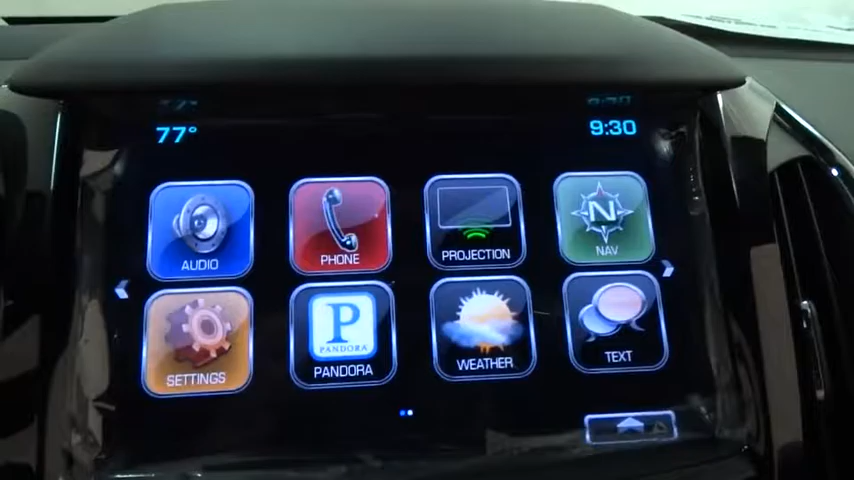 77° 9:30
AUDIO PHONE PROJECTION N NAV
SETTINGS P PANDORA PANDORA WEATHER TEXT